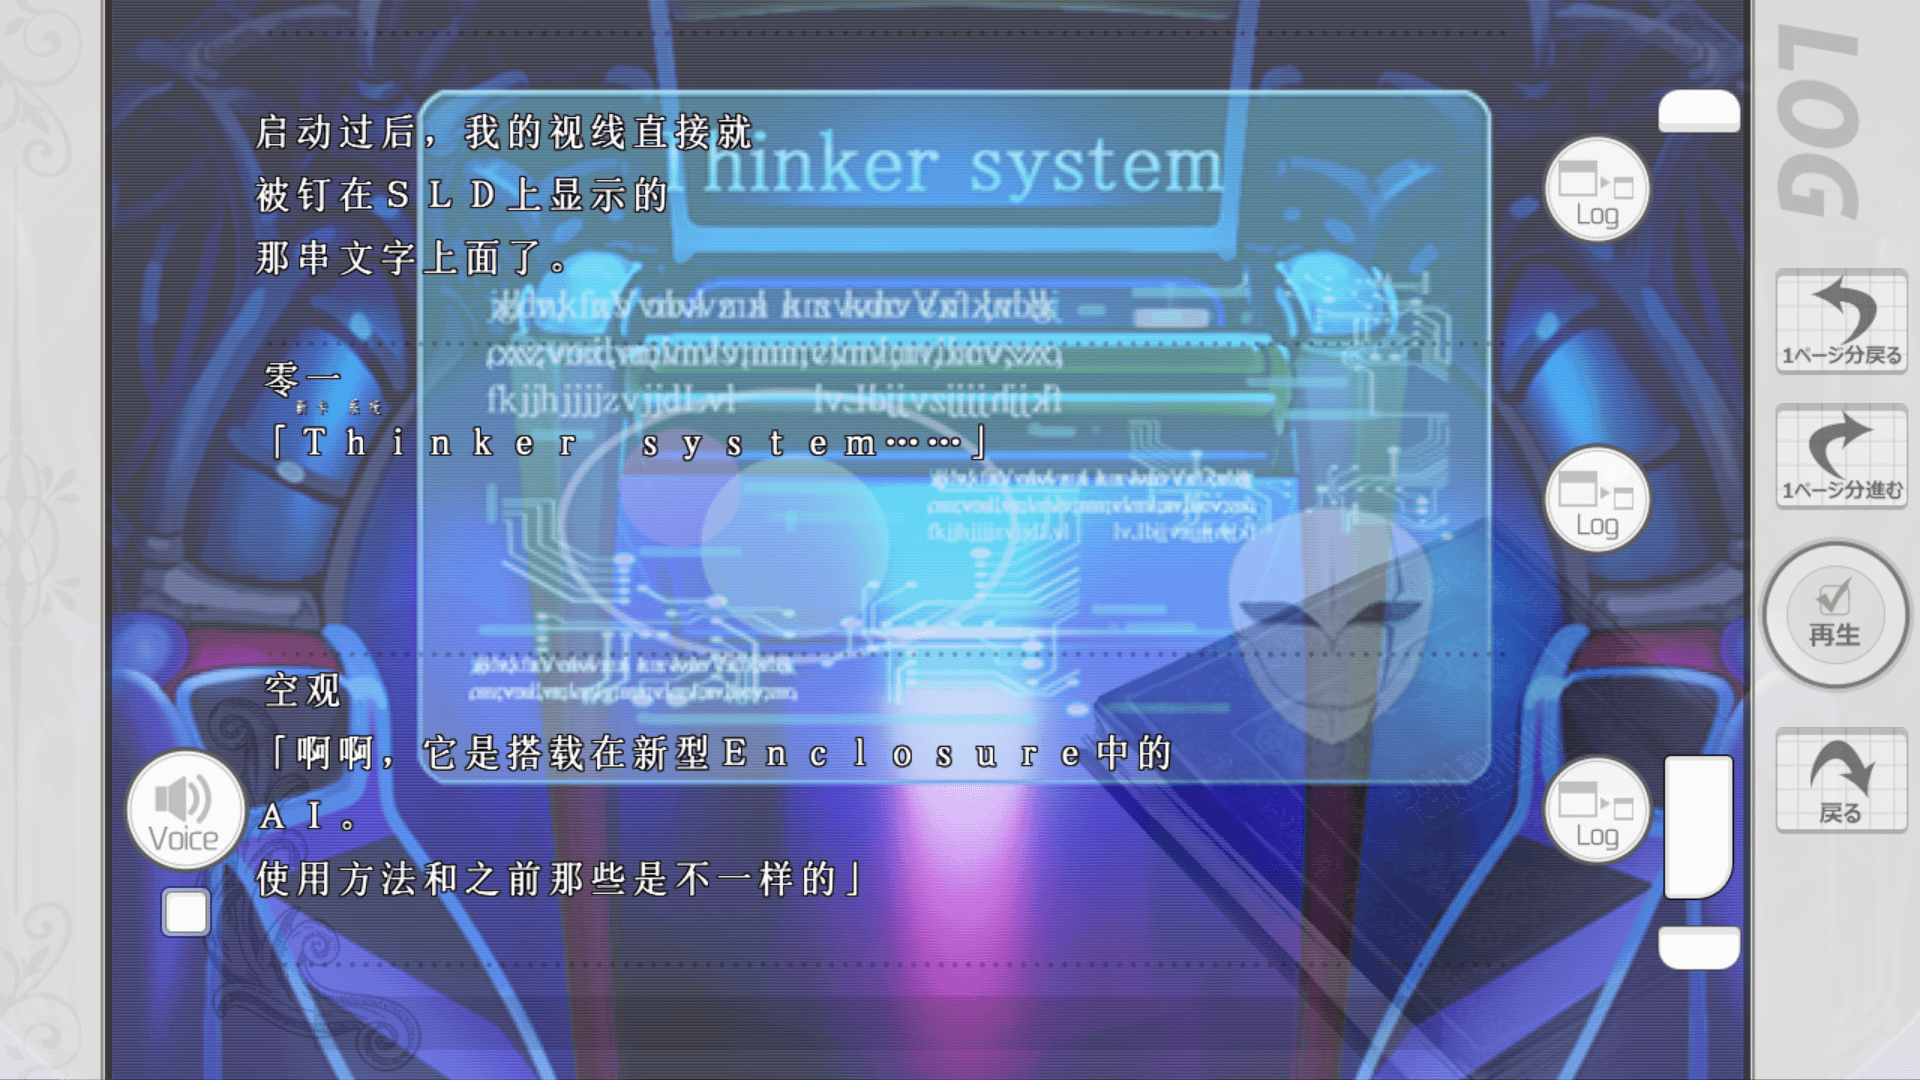 LOG
Thinker system
启动过后，我的视线直接就
被钉在ＳＬＤ上显示的
那串文字上面了。
零一
「Ｔｈｉｎｋｅｒ　ｓｙｓｔｅｍ……」
空观
「啊啊，它是搭载在新型Ｅｎｃｌｏｓｕｒｅ中的
ＡＩ。
使用方法和之前那些是不一样的」
Voice
Log
Log
Log
1ページ分戻る
1ページ分進む
再生
戻る